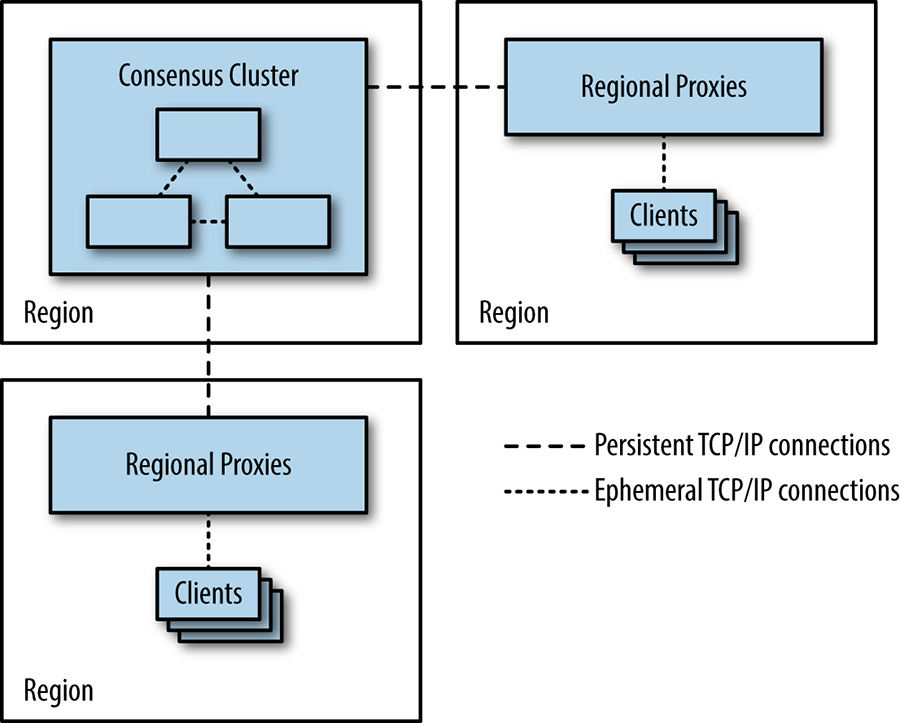 Consensus Cluster
Region
Regional Proxies
Clients
Region
Regional Proxies
Clients
Region
Persistent TCP/IP connections
Ephemeral TCP/IP connections